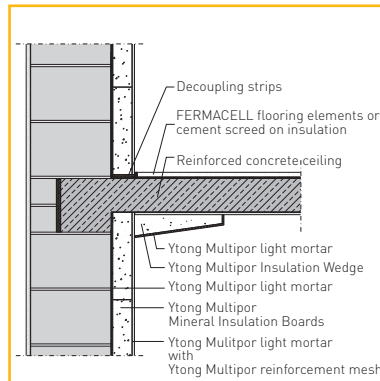 Decoupling strips
FERMACELL flooring elements or
cement screed on insulation
Reinforced concrete ceiling
Ytong Multipor light mortar
Ytong Multipor Insulation Wedge
Ytong Multipor light mortar
Ytong Multipor
Mineral Insulation Boards
Ytong Mulitpor light mortar
with
Ytong Multipor reinforcement mesh